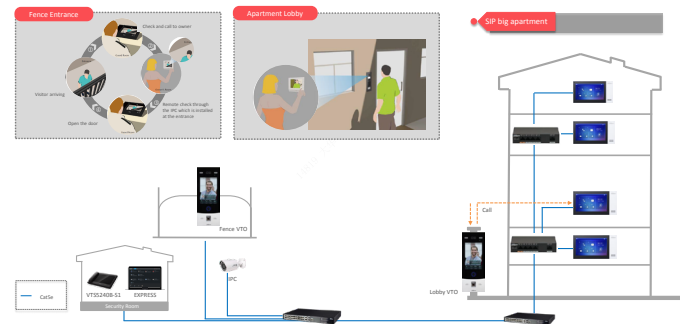 Fence Entrance
Apartment Lobby
SIP big apartment
Check and call to owner
Visitor arriving
Remote check through
the IPC which is installed
at the entrance
Open the door
Fence VTO
Call
IPC
Lobby VTO
VTS5240B-S1 EXPRESS
Security Room
Cat5e